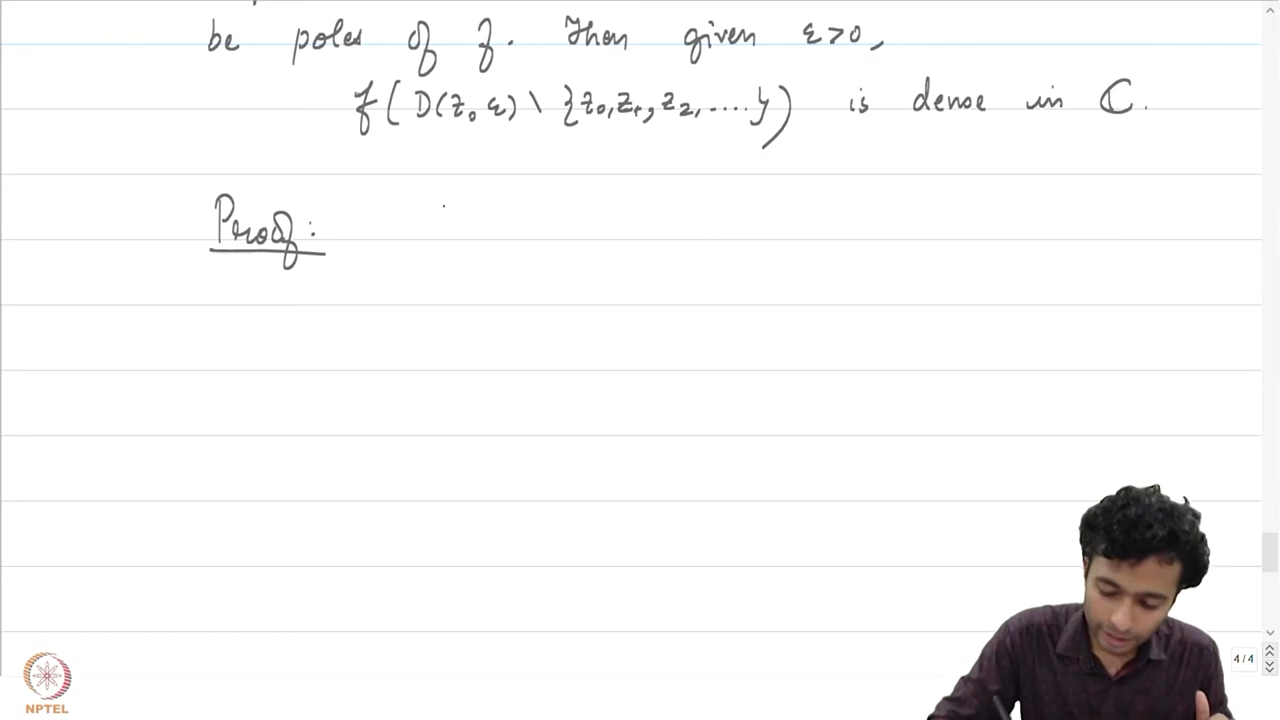 be poles of f. Then given ε>0,
f(D(z₀,ε) \ {z₀,z₁,z₂,....}) is dense in ℂ.
Proof:
4 / 4
NPTEL